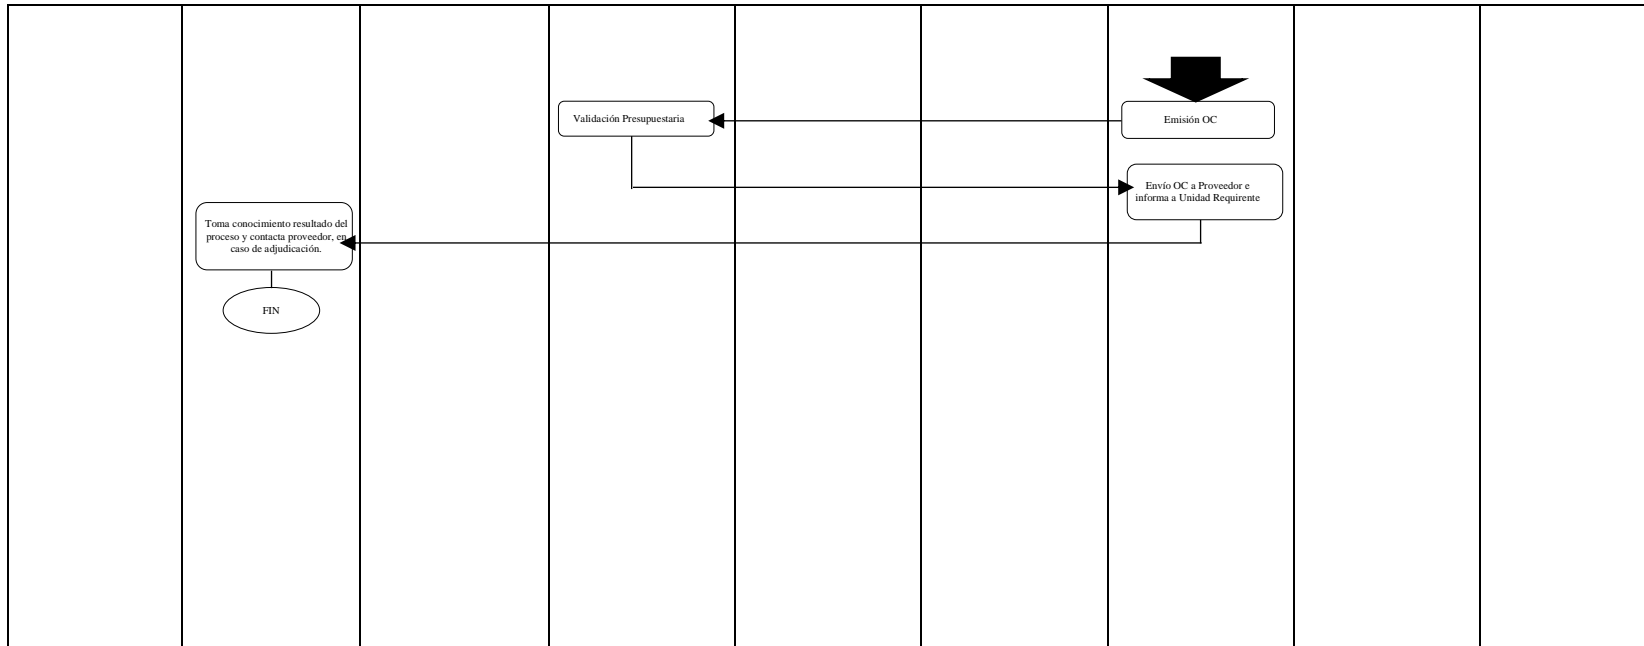 Validación Presupuestaria
Emisión OC
Envío OC a Proveedor e
informa a Unidad Requirente
Toma conocimiento resultado del
proceso y contacta proveedor, en
caso de adjudicación.
FIN